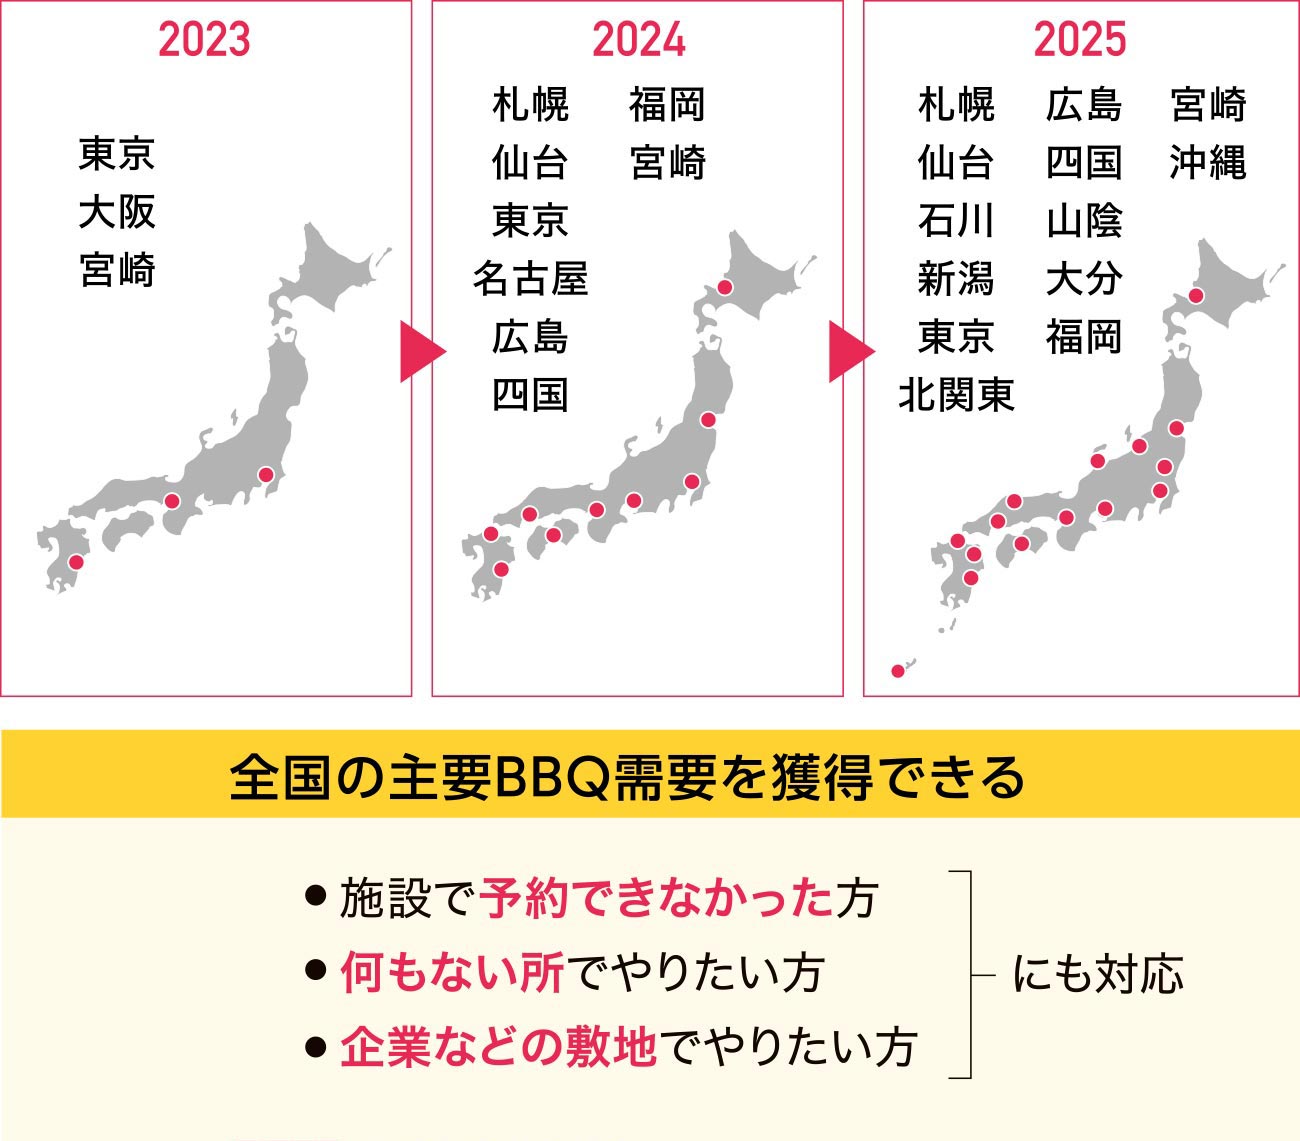 2023
東京
大阪
宮崎
2024
札幌
仙台
東京
名古屋
広島
四国
福岡
宮崎
2025
札幌
仙台
石川
新潟
東京
北関東
広島
四国
山陰
大分
福岡
宮崎
沖縄
全国の主要BBQ需要を獲得できる
●施設で予約できなかった方
●何もない所でやりたい方
●企業などの敷地でやりたい方
にも対応